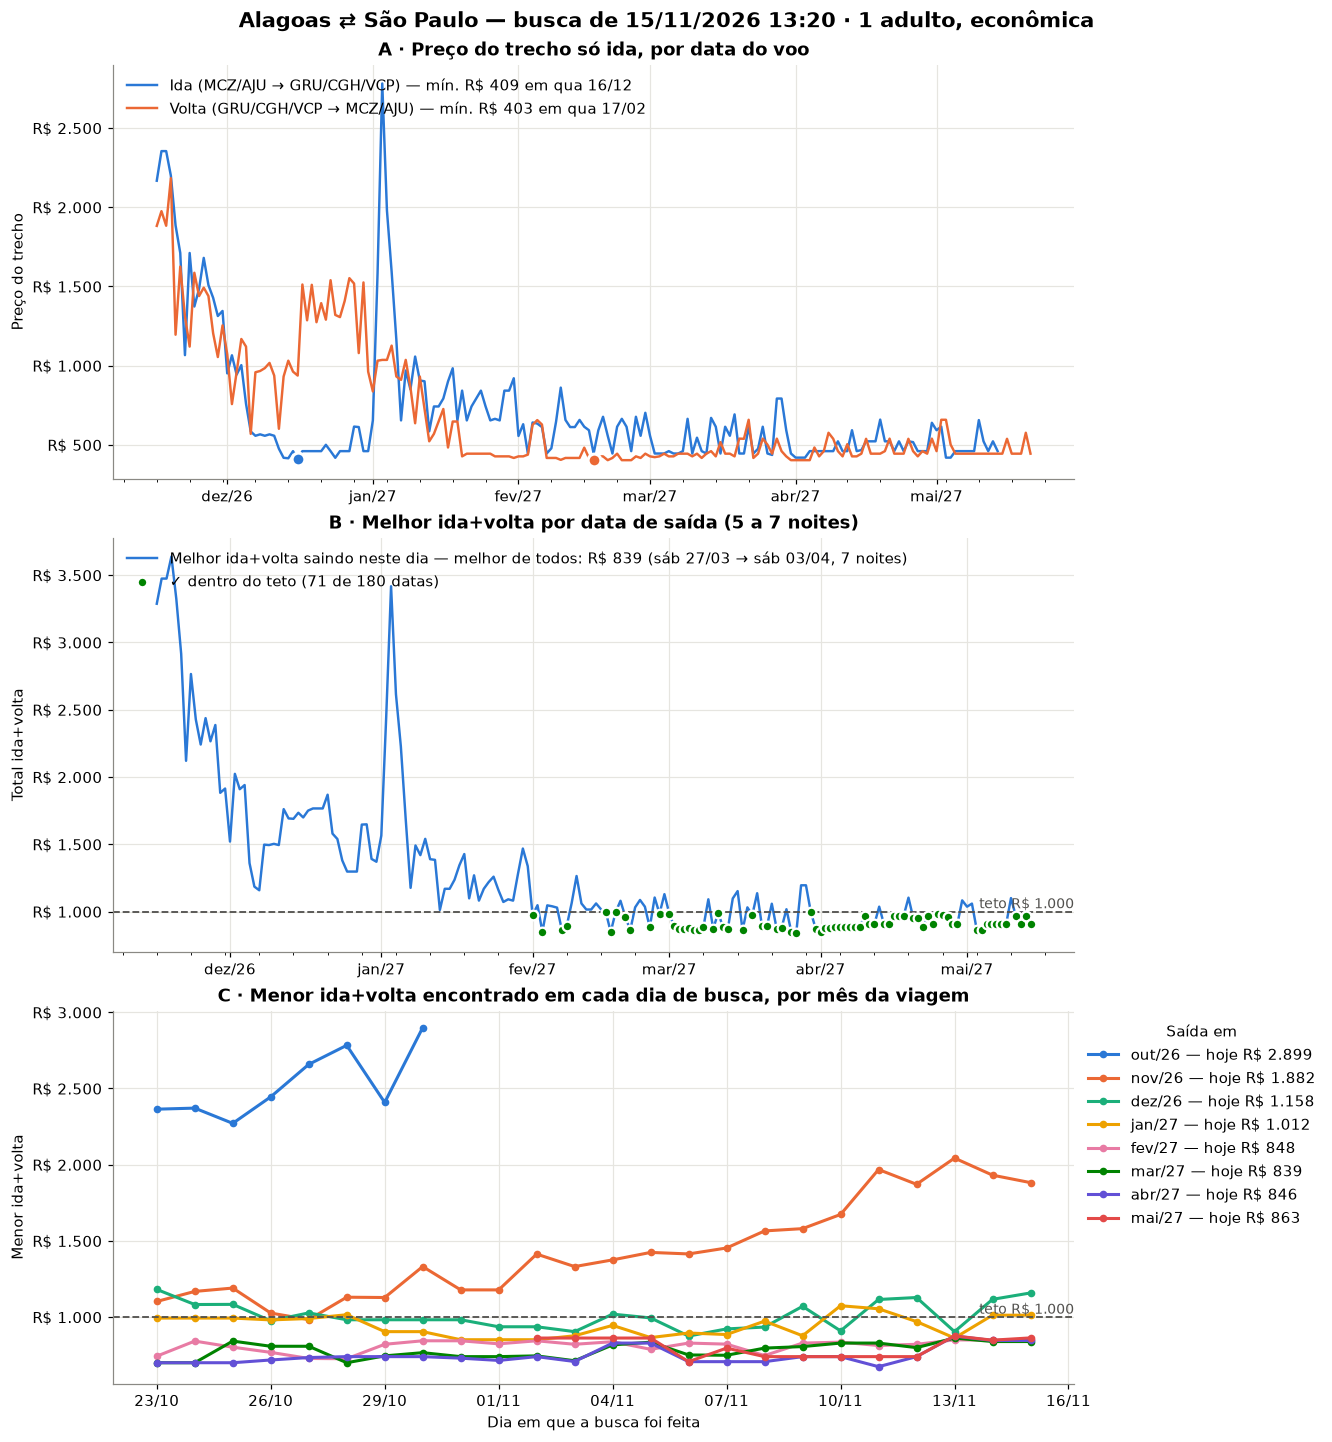 Alagoas ⇄ São Paulo — busca de 15/11/2026 13:20 · 1 adulto, econômica
A · Preço do trecho só ida, por data do voo
Ida (MCZ/AJU → GRU/CGH/VCP) — mín. R$ 409 em qua 16/12
Volta (GRU/CGH/VCP → MCZ/AJU) — mín. R$ 403 em qua 17/02
R$ 2.500
R$ 2.000
R$ 1.500
R$ 1.000
R$ 500
Preço do trecho
dez/26 jan/27 fev/27 mar/27 abr/27 mai/27
B · Melhor ida+volta por data de saída (5 a 7 noites)
Melhor ida+volta saindo neste dia — melhor de todos: R$ 839 (sáb 27/03 → sáb 03/04, 7 noites)
✓ dentro do teto (71 de 180 datas)
R$ 3.500
R$ 3.000
R$ 2.500
R$ 2.000
R$ 1.500
R$ 1.000
Total ida+volta
teto R$ 1.000
dez/26 jan/27 fev/27 mar/27 abr/27 mai/27
C · Menor ida+volta encontrado em cada dia de busca, por mês da viagem
R$ 3.000
R$ 2.500
R$ 2.000
R$ 1.500
R$ 1.000
Menor ida+volta
teto R$ 1.000
Saída em
out/26 — hoje R$ 2.899
nov/26 — hoje R$ 1.882
dez/26 — hoje R$ 1.158
jan/27 — hoje R$ 1.012
fev/27 — hoje R$ 848
mar/27 — hoje R$ 839
abr/27 — hoje R$ 846
mai/27 — hoje R$ 863
23/10 26/10 29/10 01/11 04/11 07/11 10/11 13/11 16/11
Dia em que a busca foi feita